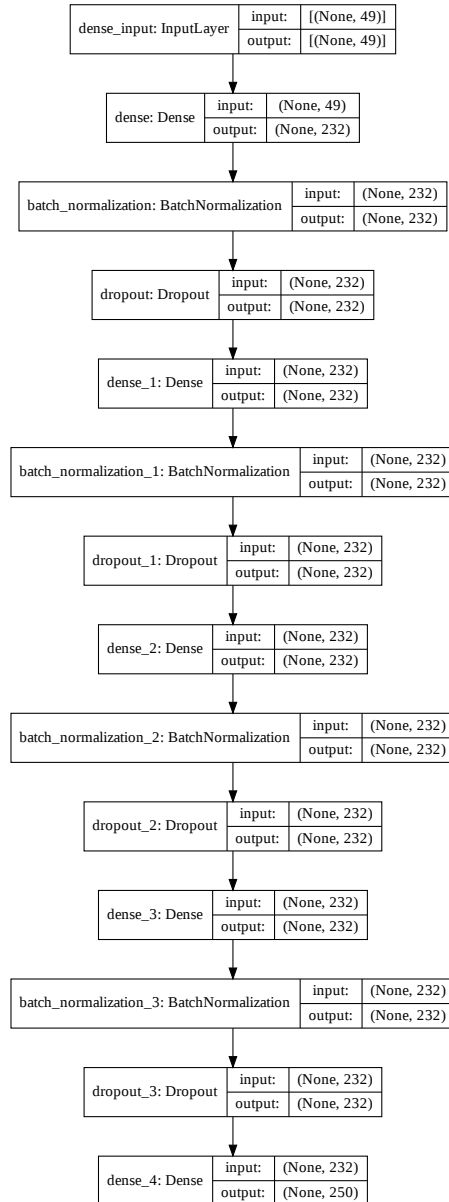 dense_input: InputLayer input: [(None, 49)]
output: [(None, 49)]
dense: Dense input: (None, 49)
output: (None, 232)
batch_normalization: BatchNormalization input: (None, 232)
output: (None, 232)
dropout: Dropout input: (None, 232)
output: (None, 232)
dense_1: Dense input: (None, 232)
output: (None, 232)
batch_normalization_1: BatchNormalization input: (None, 232)
output: (None, 232)
dropout_1: Dropout input: (None, 232)
output: (None, 232)
dense_2: Dense input: (None, 232)
output: (None, 232)
batch_normalization_2: BatchNormalization input: (None, 232)
output: (None, 232)
dropout_2: Dropout input: (None, 232)
output: (None, 232)
dense_3: Dense input: (None, 232)
output: (None, 232)
batch_normalization_3: BatchNormalization input: (None, 232)
output: (None, 232)
dropout_3: Dropout input: (None, 232)
output: (None, 232)
dense_4: Dense input: (None, 232)
output: (None, 250)